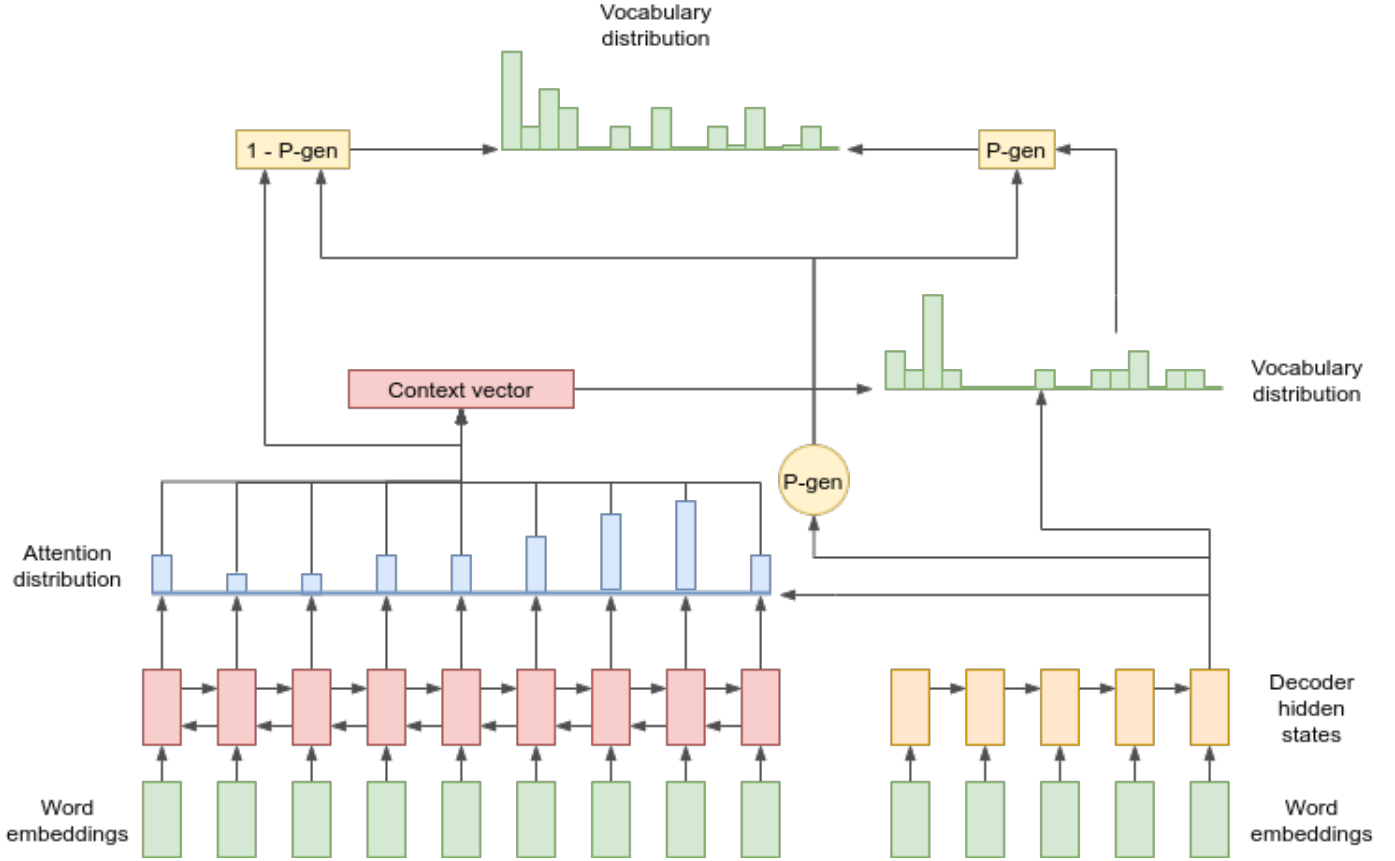 Vocabulary
distribution
1 - P-gen
P-gen
Context vector
Vocabulary
distribution
P-gen
Attention
distribution
Decoder
hidden
states
Word
embeddings
Word
embeddings